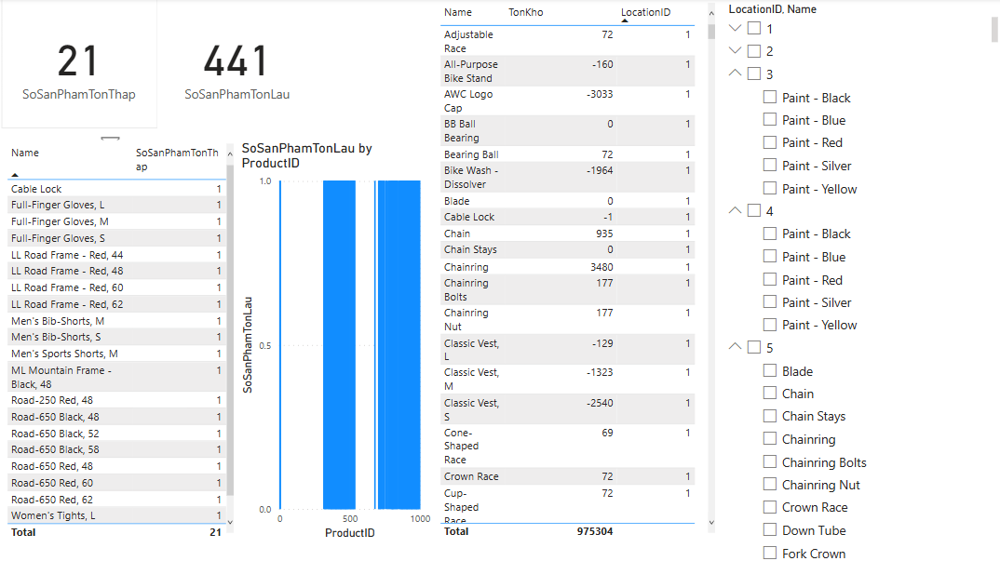 21
SoSanPhamTonThap
441
SoSanPhamTonLau
Name SoSanPhamTonTh
ap
Cable Lock 1
Full-Finger Gloves, L 1
Full-Finger Gloves, M 1
Full-Finger Gloves, S 1
LL Road Frame - Red, 44 1
LL Road Frame - Red, 48 1
LL Road Frame - Red, 60 1
LL Road Frame - Red, 62 1
Men's Bib-Shorts, M 1
Men's Bib-Shorts, S 1
Men's Sports Shorts, M 1
ML Mountain Frame - 1
Black, 48
Road-250 Red, 48 1
Road-650 Black, 48 1
Road-650 Black, 52 1
Road-650 Black, 58 1
Road-650 Red, 48 1
Road-650 Red, 60 1
Road-650 Red, 62 1
Women's Tights, L 1
Total 21
SoSanPhamTonLau by
ProductID
SoSanPhamTonLau
1.0
0.5
0.0
0 500 1000
ProductID
Name TonKho LocationID
Adjustable 72 1
Race
All-Purpose -160 1
Bike Stand
AWC Logo -3033 1
Cap
BB Ball 0 1
Bearing
Bearing Ball 72 1
Bike Wash - -1964 1
Dissolver
Blade 0 1
Cable Lock -1 1
Chain 935 1
Chain Stays 0 1
Chainring 3480 1
Chainring 177 1
Bolts
Chainring 177 1
Nut
Classic Vest, -129 1
L
Classic Vest, -1323 1
M
Classic Vest, -2540 1
S
Cone- 69 1
Shaped
Race
Crown Race 72 1
Cup- 72 1
Shaped
Race
Total 975304
LocationID, Name
1
2
3
Paint - Black
Paint - Blue
Paint - Red
Paint - Silver
Paint - Yellow
4
Paint - Black
Paint - Blue
Paint - Red
Paint - Silver
Paint - Yellow
5
Blade
Chain
Chain Stays
Chainring
Chainring Bolts
Chainring Nut
Crown Race
Down Tube
Fork Crown